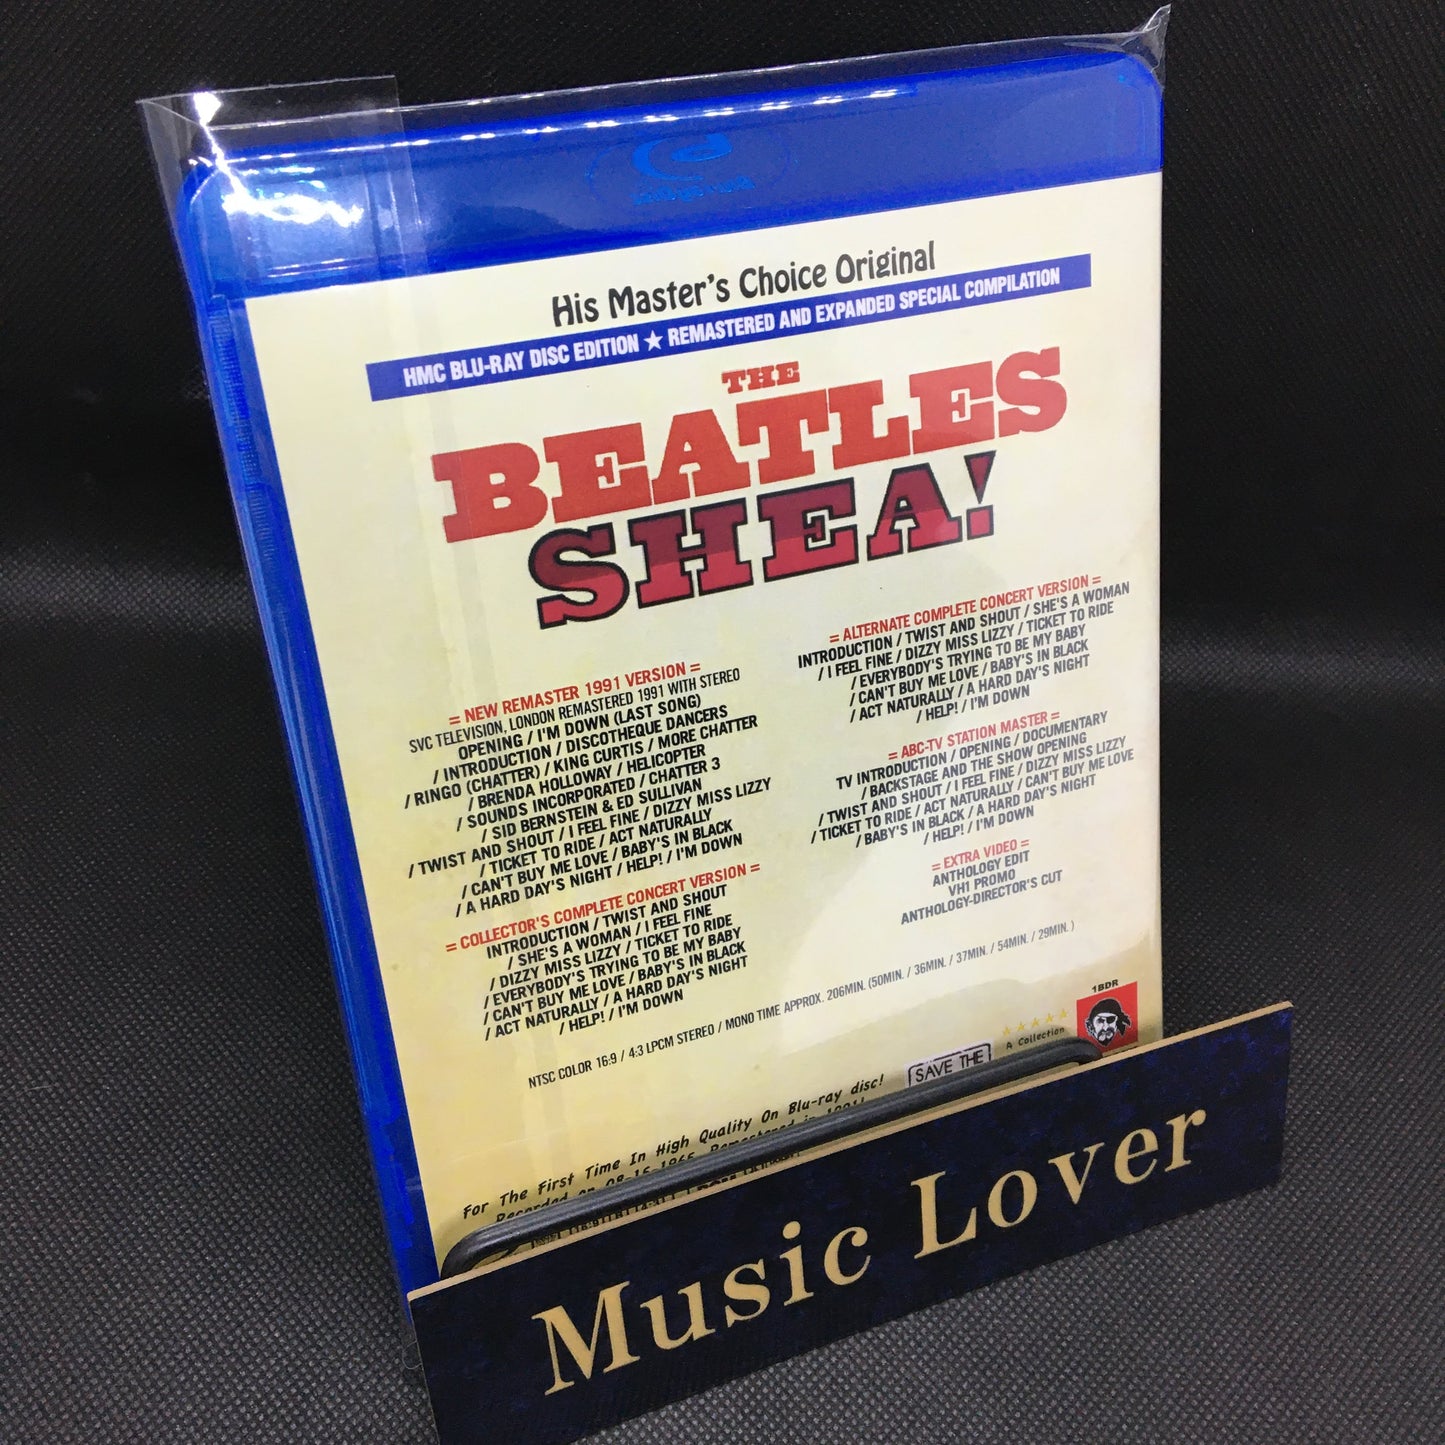 His Master's Choice Original
HMC BLU-RAY DISC EDITION ★ REMASTERED AND EXPANDED SPECIAL COMPILATION
THE
BEATLES
SHEA!
= NEW REMASTER 1991 VERSION =
SVC TELEVISION, LONDON REMASTERED 1991 WITH STEREO
OPENING / I'M DOWN (LAST SONG)
/ INTRODUCTION / DISCOTHEQUE DANCERS
/ RINGO (CHATTER) / KING CURTIS / MORE CHATTER
/ BRENDA HOLLOWAY / HELICOPTER
/ SOUNDS INCORPORATED / CHATTER 3
/ SID BERNSTEIN & ED SULLIVAN
/ TWIST AND SHOUT / I FEEL FINE / DIZZY MISS LIZZY
/ TICKET TO RIDE / ACT NATURALLY
/ CAN'T BUY ME LOVE / BABY'S IN BLACK
/ A HARD DAY'S NIGHT / HELP! / I'M DOWN
= COLLECTOR'S COMPLETE CONCERT VERSION =
INTRODUCTION / TWIST AND SHOUT
/ SHE'S A WOMAN / I FEEL FINE
/ DIZZY MISS LIZZY / TICKET TO RIDE
/ EVERYBODY'S TRYING TO BE MY BABY
/ CAN'T BUY ME LOVE / BABY'S IN BLACK
/ ACT NATURALLY / A HARD DAY'S NIGHT
/ HELP! / I'M DOWN
= ALTERNATE COMPLETE CONCERT VERSION =
INTRODUCTION / TWIST AND SHOUT / SHE'S A WOMAN
/ I FEEL FINE / DIZZY MISS LIZZY / TICKET TO RIDE
/ EVERYBODY'S TRYING TO BE MY BABY
/ CAN'T BUY ME LOVE / BABY'S IN BLACK
/ ACT NATURALLY / A HARD DAY'S NIGHT
/ HELP! / I'M DOWN
= ABC-TV STATION MASTER =
TV INTRODUCTION / OPENING / DOCUMENTARY
/ BACKSTAGE AND THE SHOW OPENING
/ TWIST AND SHOUT / I FEEL FINE / DIZZY MISS LIZZY
/ TICKET TO RIDE / ACT NATURALLY / CAN'T BUY ME LOVE
/ BABY'S IN BLACK / A HARD DAY'S NIGHT
/ HELP! / I'M DOWN
= EXTRA VIDEO =
ANTHOLOGY EDIT
VH1 PROMO
ANTHOLOGY-DIRECTOR'S CUT
NTSC COLOR 16:9 / 4:3 LPCM STEREO / MONO TIME APPROX. 206MIN. (50MIN. / 36MIN. / 37MIN. / 54MIN. / 29MIN. )
1BDR
A Collection
SAVE THE
For The First Time In High Quality On Blu-ray disc!
Recorded on 08-15-1965, Remastered in 1991!
Music Lover